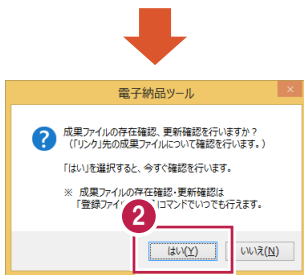 電子納品ツール
成果ファイルの存在確認、更新確認を行いますか？
（「リンク」先の成果ファイルについて確認を行います。）
「はい」を選択すると、今すぐ確認を行います。
※ 成果ファイルの存在確認・更新確認は
「登録ファイ コマンドでいつでも行えます。
2
はい(Y)
いいえ(N)